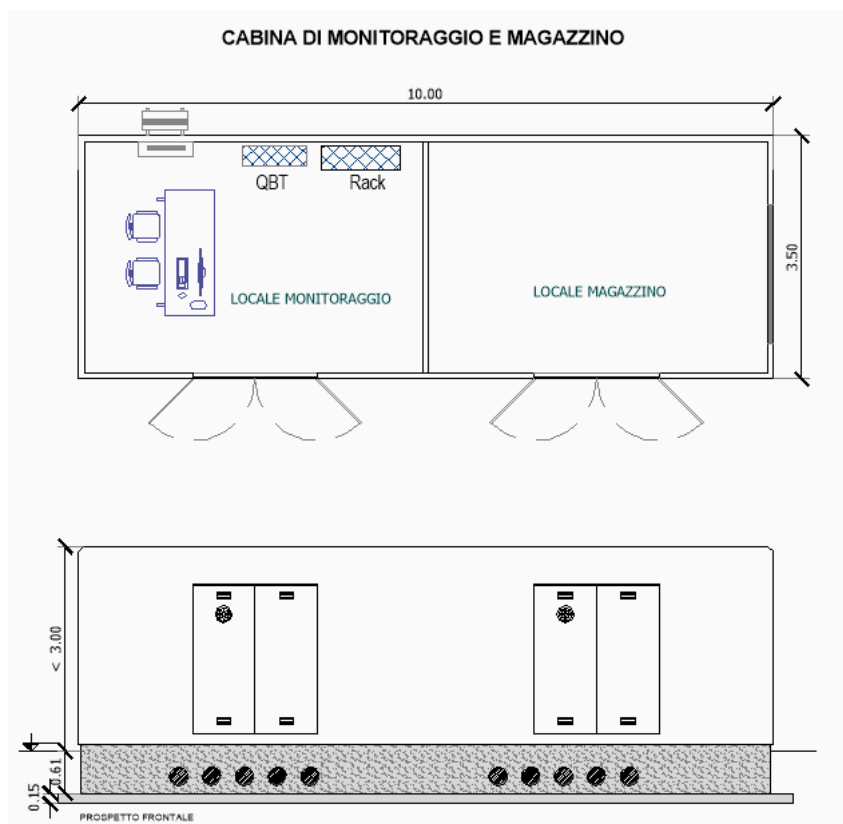 CABINA DI MONITORAGGIO E MAGAZZINO
10.00
QBT
Rack
3.50
LOCALE MONITORAGGIO
LOCALE MAGAZZINO
< 3.00
0.61
0.15
PROSPETTO FRONTALE